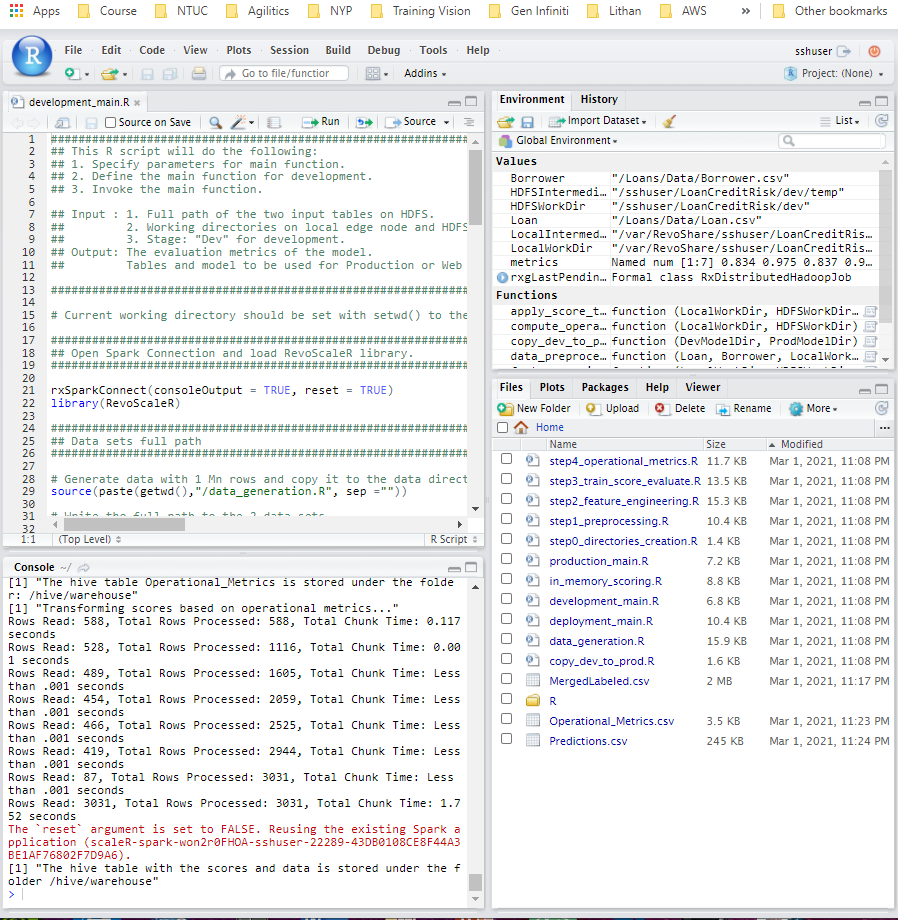 Apps Course NTUC Agilitics NYP Training Vision Gen Infiniti Lithan AWS » Other bookmarks
R File Edit Code View Plots Session Build Debug Tools Help sshuser
Go to file/functior Addins Project: (None)
development_main.R
Source on Save Run Source
1 ################################################################
2 ## This R script will do the following:
3 ## 1. Specify parameters for main function.
4 ## 2. Define the main function for development.
5 ## 3. Invoke the main function.
6
7 ## Input : 1. Full path of the two input tables on HDFS.
8 ## 2. Working directories on local edge node and HDFS
9 ## 3. Stage: "Dev" for development.
10 ## Output: The evaluation metrics of the model.
11 ## Tables and model to be used for Production or Web
12
13 ################################################################
14
15 # Current working directory should be set with setwd() to the
16
17 ################################################################
18 ## Open Spark Connection and load RevoScaleR library.
19 ################################################################
20
21 rxSparkConnect(consoleOutput = TRUE, reset = TRUE)
22 library(RevoScaleR)
23
24 ################################################################
25 ## Data sets full path
26 ################################################################
27
28 # Generate data with 1 Mn rows and copy it to the data direct
29 source(paste(getwd(),"/data_generation.R", sep =""))
30
31 # Write the full path to the 2 data sets
32
1:1 (Top Level) R Script
Console ~/
[1] "The hive table Operational_Metrics is stored under the folde
r: /hive/warehouse"
[1] "Transforming scores based on operational metrics..."
Rows Read: 588, Total Rows Processed: 588, Total Chunk Time: 0.117
seconds
Rows Read: 528, Total Rows Processed: 1116, Total Chunk Time: 0.00
1 seconds
Rows Read: 489, Total Rows Processed: 1605, Total Chunk Time: Less
than .001 seconds
Rows Read: 454, Total Rows Processed: 2059, Total Chunk Time: Less
than .001 seconds
Rows Read: 466, Total Rows Processed: 2525, Total Chunk Time: Less
than .001 seconds
Rows Read: 419, Total Rows Processed: 2944, Total Chunk Time: Less
than .001 seconds
Rows Read: 87, Total Rows Processed: 3031, Total Chunk Time: Less
than .001 seconds
Rows Read: 3031, Total Rows Processed: 3031, Total Chunk Time: 1.7
52 seconds
The `reset` argument is set to FALSE. Reusing the existing Spark a
pplication (scaleR-spark-won2r0FHOA-sshuser-22289-43DB0108CE8F44A3
BE1AF76802F7D9A6).
[1] "The hive table with the scores and data is stored under the f
older /hive/warehouse"
>
Environment History
Import Dataset List
Global Environment
Values
Borrower "/Loans/Data/Borrower.csv"
HDFSIntermedi… "/sshuser/LoanCreditRisk/dev/temp"
HDFSWorkDir "/sshuser/LoanCreditRisk/dev"
Loan "/Loans/Data/Loan.csv"
LocalIntermed… "/var/RevoShare/sshuser/LoanCreditRis…
LocalWorkDir "/var/RevoShare/sshuser/LoanCreditRis…
metrics Named num [1:7] 0.834 0.975 0.837 0.9…
rxgLastPendin… Formal class RxDistributedHadoopJob
Functions
apply_score_t… function (LocalWorkDir, HDFSWorkDir…
compute_opera… function (LocalWorkDir, HDFSWorkDir)
copy_dev_to_p… function (DevModelDir, ProdModelDir)
data_preproce… function (Loan, Borrower, LocalWork…
Files Plots Packages Help Viewer
New Folder Upload Delete Rename More
Home …
Name Size Modified
step4_operational_metrics.R 11.7 KB Mar 1, 2021, 11:08 PM
step3_train_score_evaluate.R 13.5 KB Mar 1, 2021, 11:08 PM
step2_feature_engineering.R 15.3 KB Mar 1, 2021, 11:08 PM
step1_preprocessing.R 10.4 KB Mar 1, 2021, 11:08 PM
step0_directories_creation.R 1.4 KB Mar 1, 2021, 11:08 PM
production_main.R 7.2 KB Mar 1, 2021, 11:08 PM
in_memory_scoring.R 8.8 KB Mar 1, 2021, 11:08 PM
development_main.R 6.8 KB Mar 1, 2021, 11:08 PM
deployment_main.R 10.4 KB Mar 1, 2021, 11:08 PM
data_generation.R 15.9 KB Mar 1, 2021, 11:08 PM
copy_dev_to_prod.R 1.6 KB Mar 1, 2021, 11:08 PM
MergedLabeled.csv 2 MB Mar 1, 2021, 11:17 PM
R
Operational_Metrics.csv 3.5 KB Mar 1, 2021, 11:23 PM
Predictions.csv 245 KB Mar 1, 2021, 11:24 PM